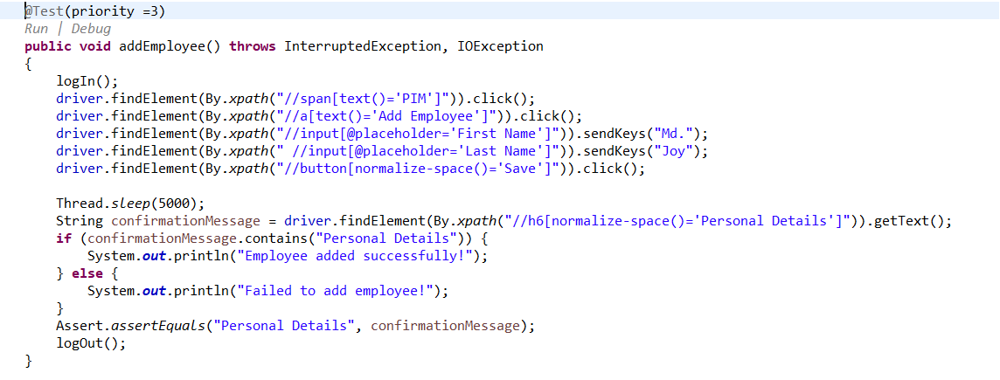 @Test(priority =3)
Run | Debug
public void addEmployee() throws InterruptedException, IOException
{
logIn();
driver.findElement(By.xpath("//span[text()='PIM']")).click();
driver.findElement(By.xpath("//a[text()='Add Employee']")).click();
driver.findElement(By.xpath("//input[@placeholder='First Name']")).sendKeys("Md.");
driver.findElement(By.xpath(" //input[@placeholder='Last Name']")).sendKeys("Joy");
driver.findElement(By.xpath("//button[normalize-space()='Save']")).click();
Thread.sleep(5000);
String confirmationMessage = driver.findElement(By.xpath("//h6[normalize-space()='Personal Details']")).getText();
if (confirmationMessage.contains("Personal Details")) {
System.out.println("Employee added successfully!");
} else {
System.out.println("Failed to add employee!");
}
Assert.assertEquals("Personal Details", confirmationMessage);
logOut();
}